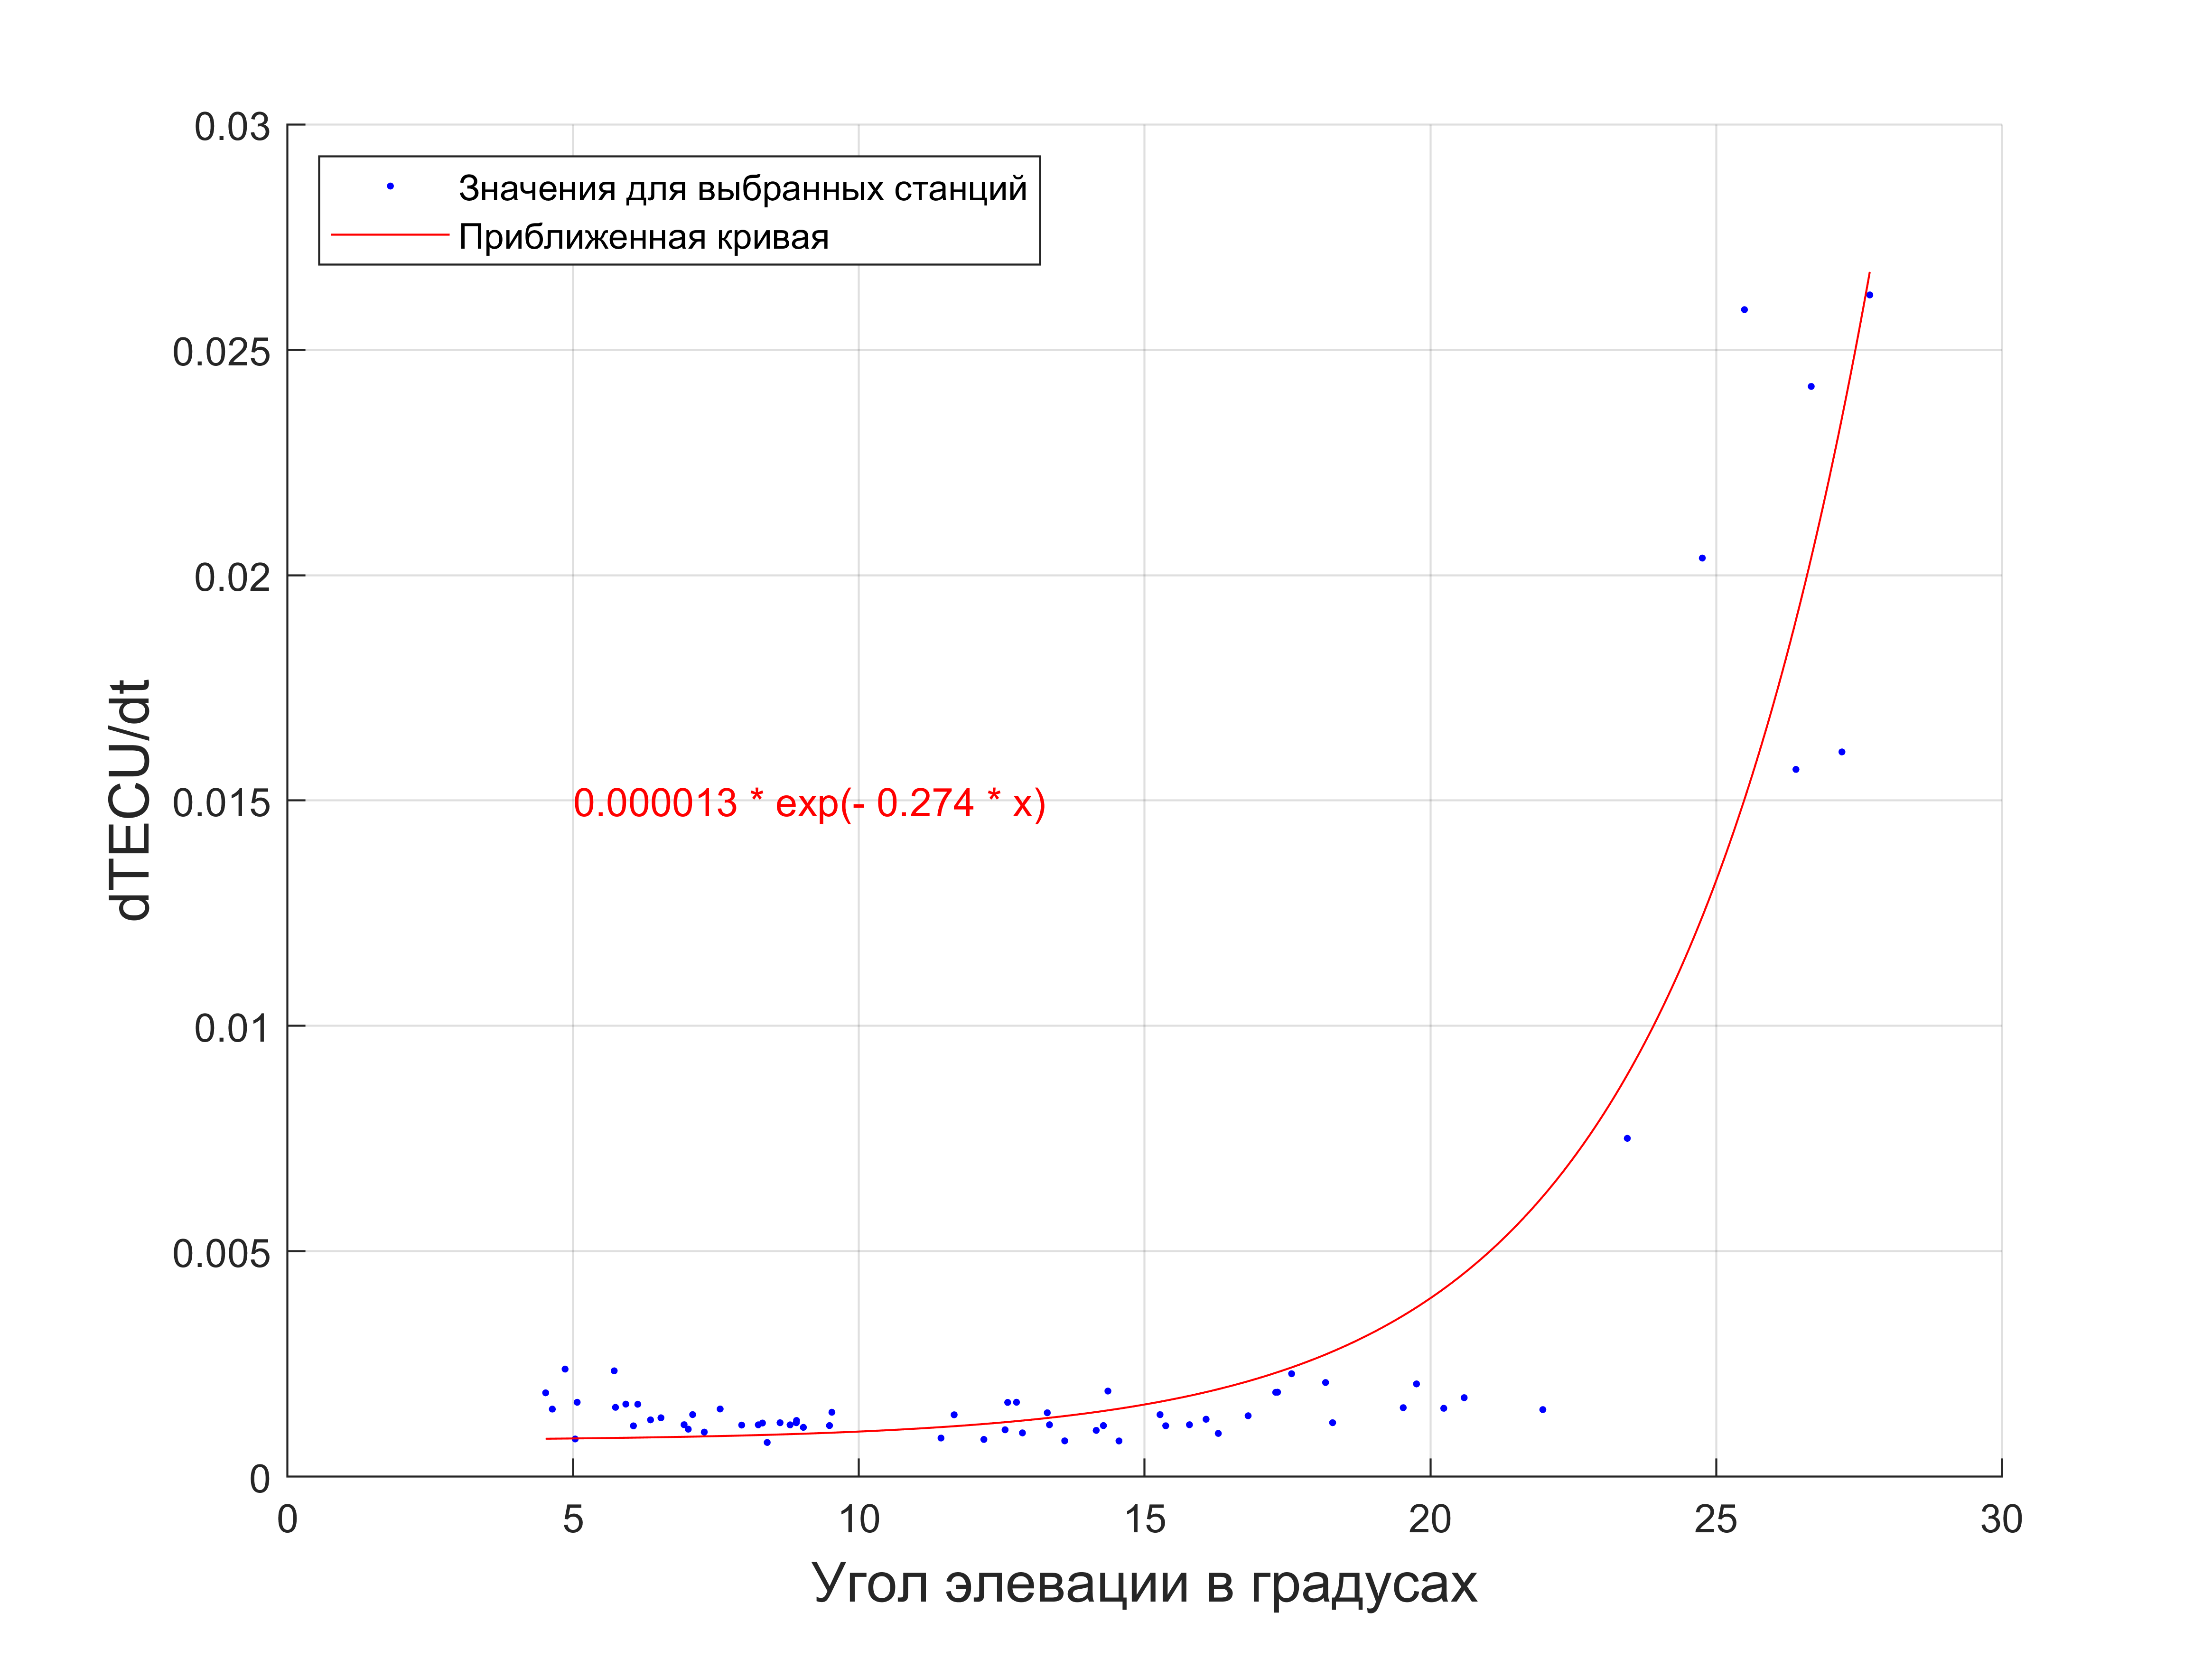 0.03
Значения для выбранных станций
Приближенная кривая
0.025
0.02
dTECU/dt
0.015
0.000013 * exp(- 0.274 * x)
0.01
0.005
0
0 5 10 15 20 25 30
Угол элевации в градусах